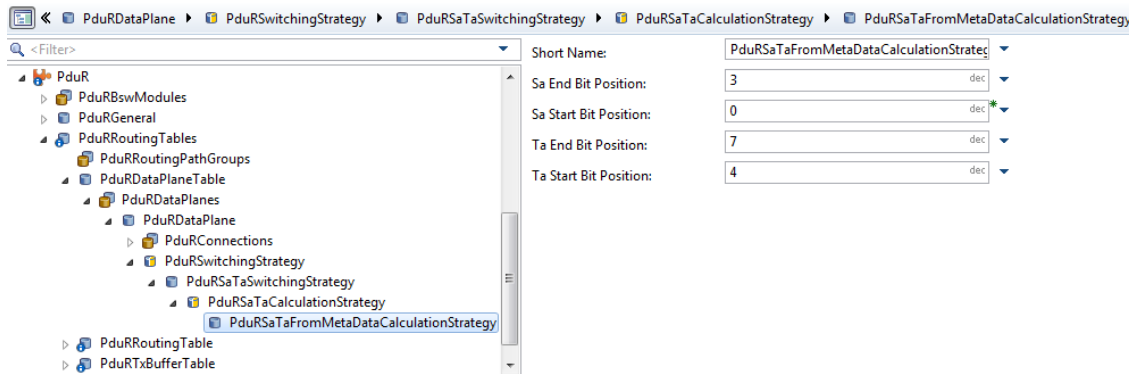 PduRDataPlane PduRSwitchingStrategy PduRSaTaSwitchingStrategy PduRSaTaCalculationStrategy PduRSaTaFromMetaDataCalculationStrategy
<Filter>
PduR
PduRBswModules
PduRGeneral
PduRRoutingTables
PduRRoutingPathGroups
PduRDataPlaneTable
PduRDataPlanes
PduRDataPlane
PduRConnections
PduRSwitchingStrategy
PduRSaTaSwitchingStrategy
PduRSaTaCalculationStrategy
PduRSaTaFromMetaDataCalculationStrategy
PduRRoutingTable
PduRTxBufferTable
Short Name: PduRSaTaFromMetaDataCalculationStrateg
Sa End Bit Position: 3 dec
Sa Start Bit Position: 0 dec *
Ta End Bit Position: 7 dec
Ta Start Bit Position: 4 dec